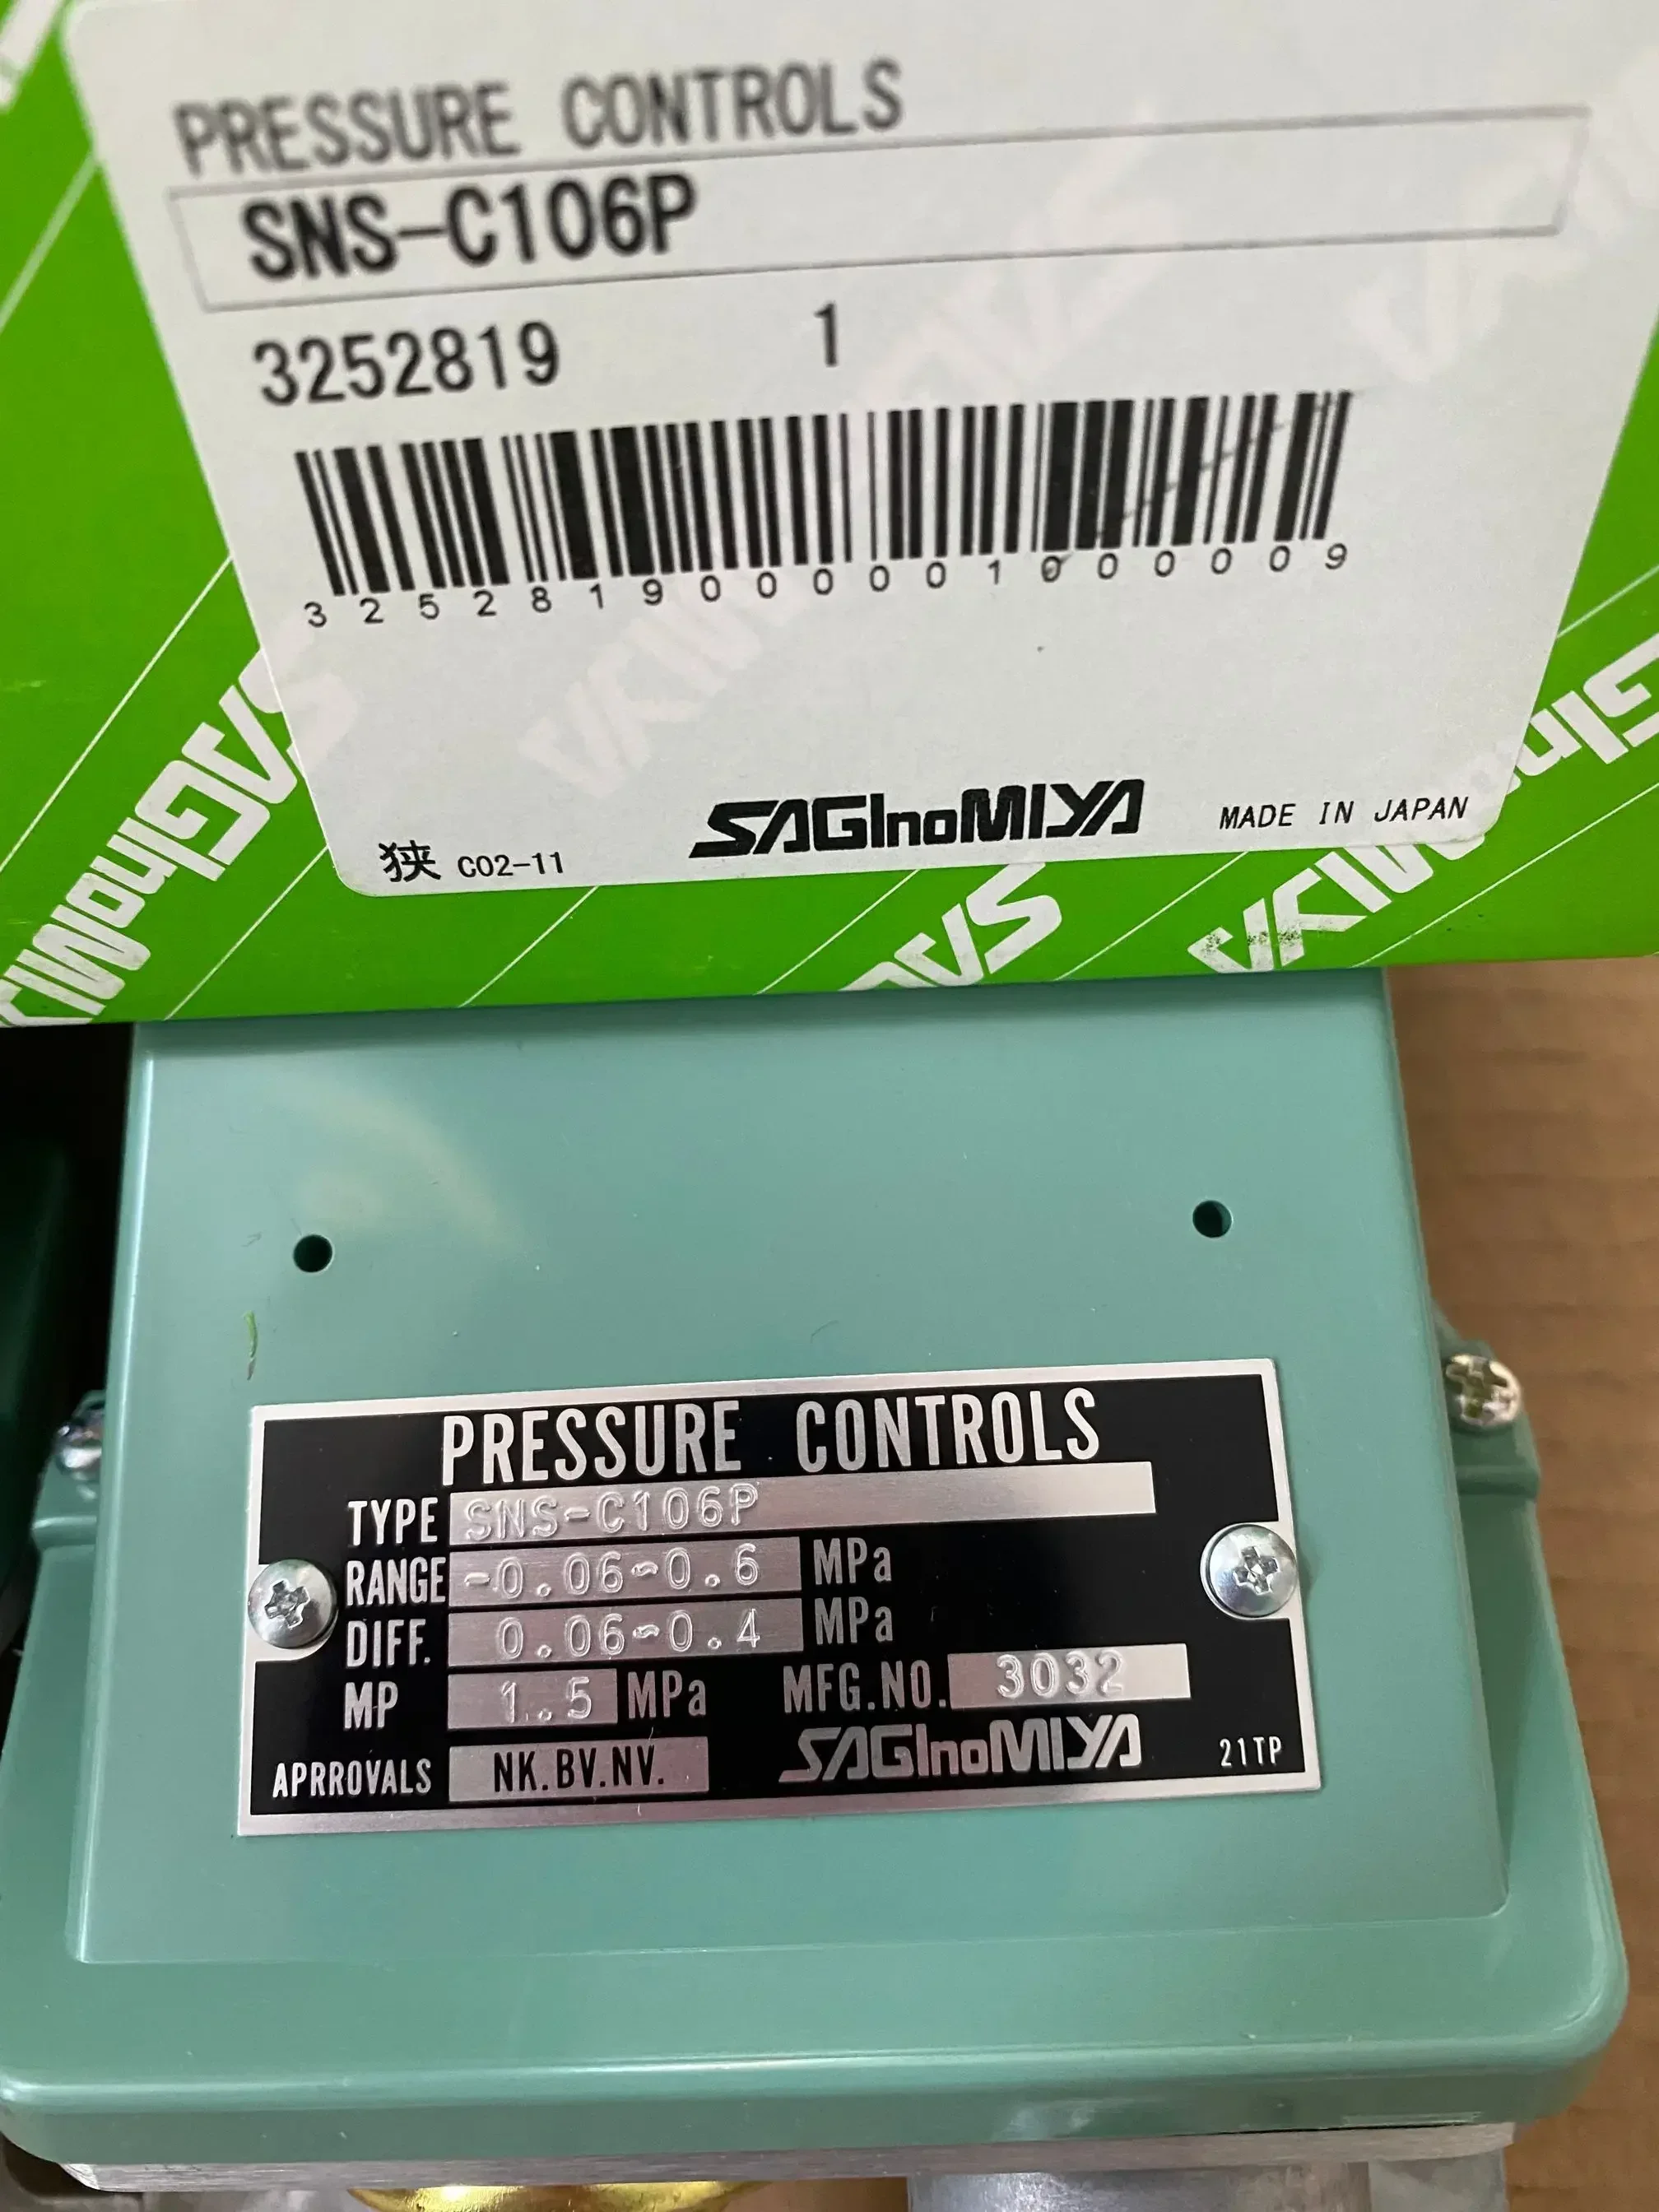 PRESSURE CONTROLS
SNS-C106P
3252819 1
3252819000001000009
狭 C02-11 SAGInoMIYA MADE IN JAPAN
SAGInoMIYA
SAGInoMIYA
PRESSURE CONTROLS
TYPE SNS-C106P
RANGE -0.06~0.6 MPa
DIFF. 0.06~0.4 MPa
MP 1.5 MPa MFG.NO. 3032
APRROVALS NK.BV.NV. SAGInoMIYA 21TP